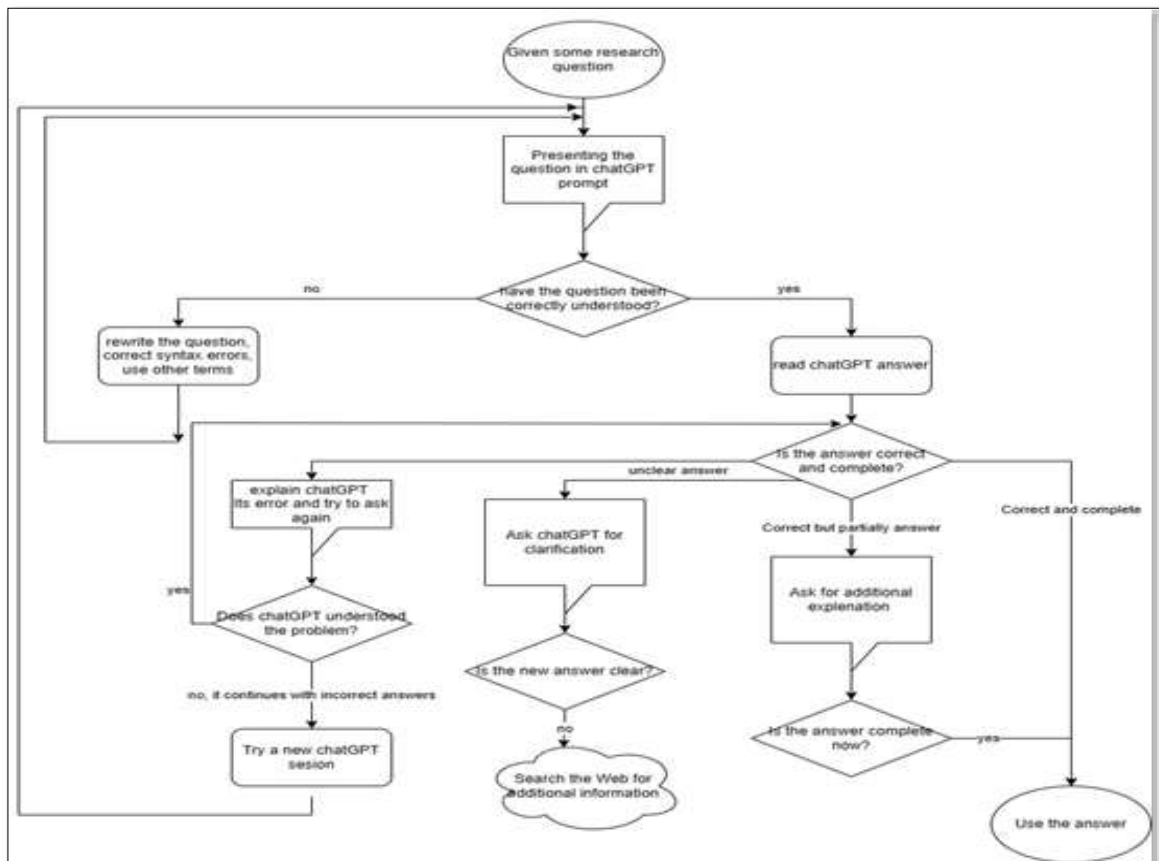 Given some research
question
Presenting the
question in chatGPT
prompt
have the question been
correctly understood?
no
yes
rewrite the question,
correct syntax errors,
use other terms
read chatGPT answer
Is the answer correct
and complete?
unclear answer
explain chatGPT
its error and try to ask
again
Ask chatGPT for
clarification
Correct but partially answer
Correct and complete
Ask for additional
explenation
yes
Does chatGPT understood
the problem?
Is the new answer clear?
no, if continues with incorrect answers
Is the answer complete
now?
yes
no
Try a new chatGPT
sesion
Search the Web for
additional information
Use the answer